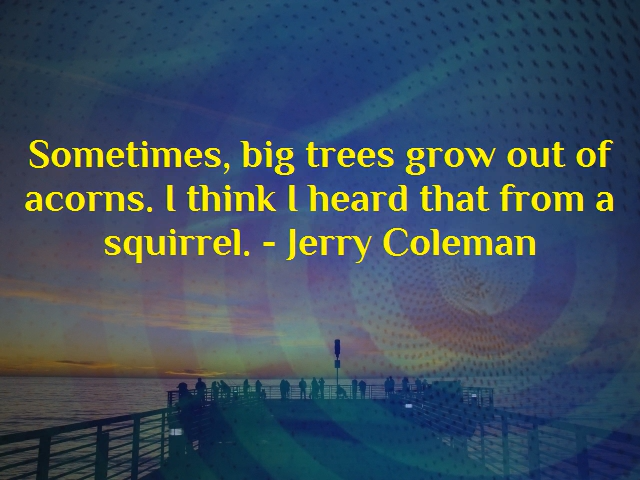 Sometimes, big trees grow out of
acorns. I think I heard that from a
squirrel. - Jerry Coleman